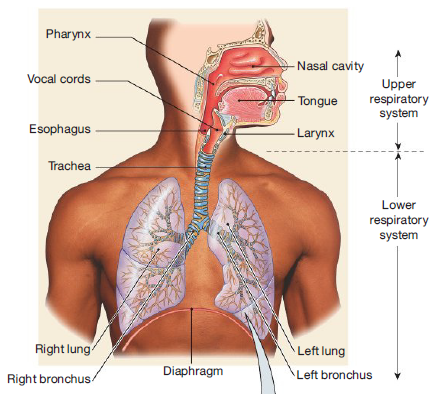 Pharynx
Vocal cords
Esophagus
Trachea
Nasal cavity
Tongue
Larynx
Upper
respiratory
system
Lower
respiratory
system
Right lung
Right bronchus
Diaphragm
Left lung
Left bronchus